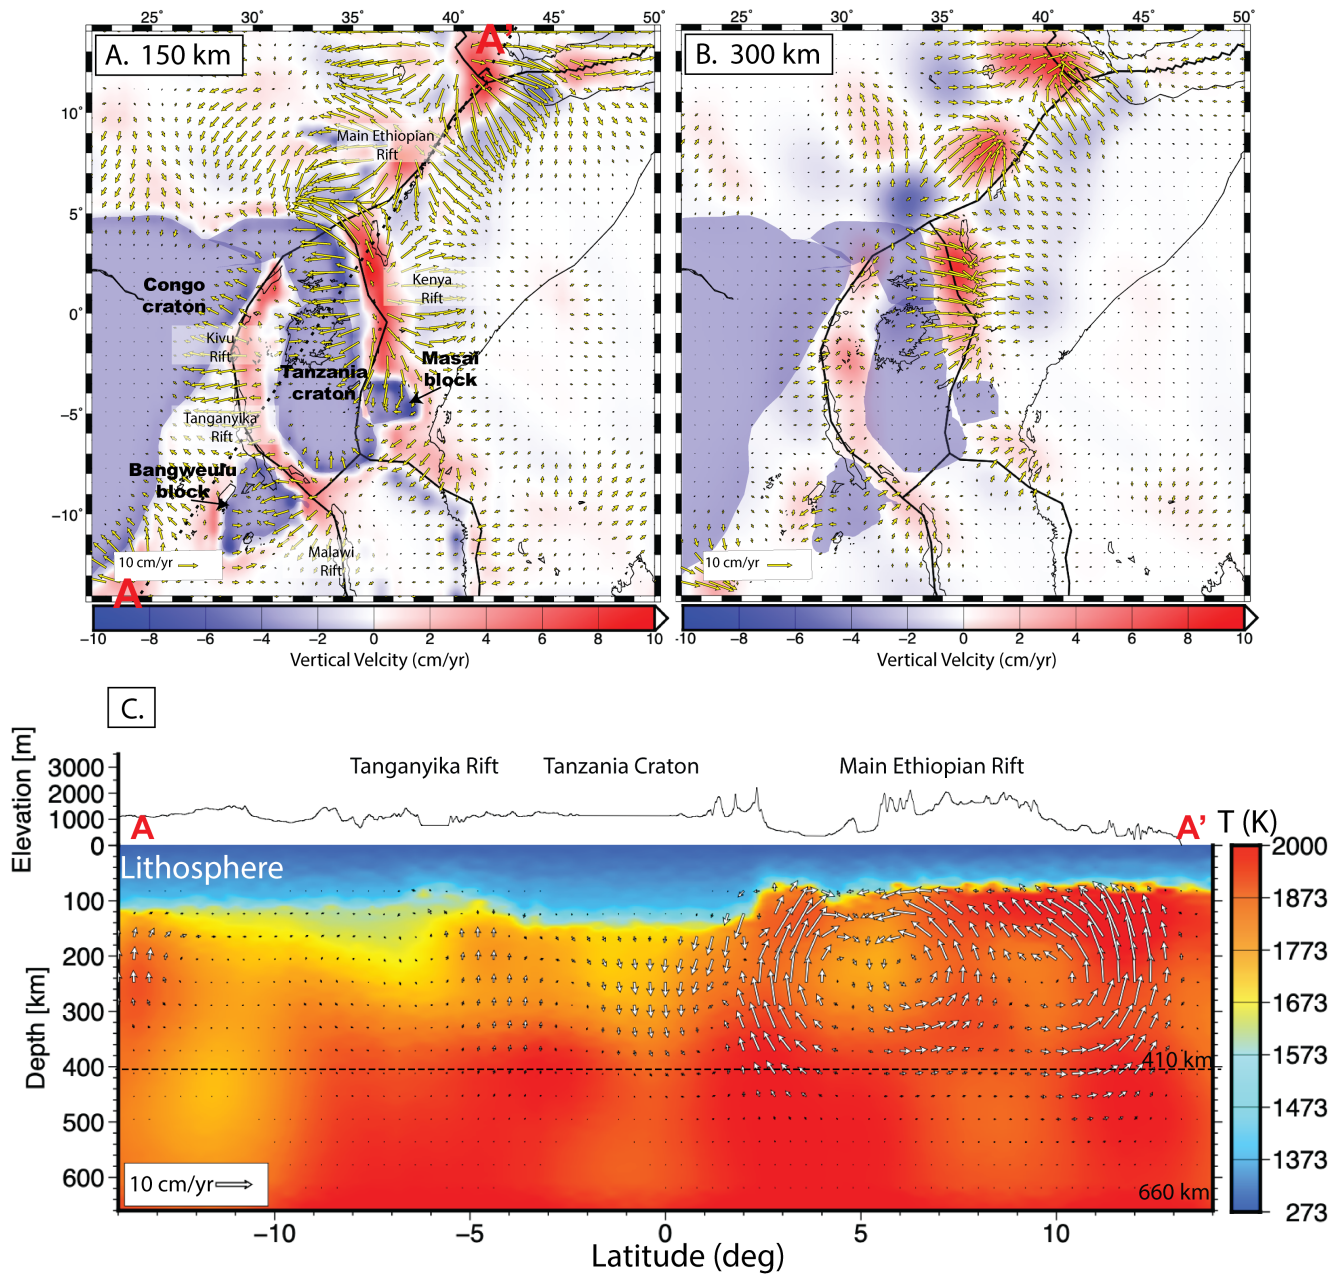 25° 30° 35° 40° 45° 50°
A. 150 km
A'
10°
5°
0°
−5°
−10°
Main Ethiopian
Rift
Congo
craton
Kenya
Rift
Kivu
Rift
Tanzania
craton
Masai
block
Tanganyika
Rift
Bangweulu
block
Malawi
Rift
10 cm/yr
A
−10 −8 −6 −4 −2 0 2 4 6 8 10
Vertical Velcity (cm/yr)
25° 30° 35° 40° 45° 50°
B. 300 km
10 cm/yr
−10 −8 −6 −4 −2 0 2 4 6 8 10
Vertical Velcity (cm/yr)
C.
Elevation [m]
3000
2000
1000
0
Tanganyika Rift Tanzania Craton Main Ethiopian Rift
A A’
Lithosphere
Depth [km]
100
200
300
400
500
600
410 km
660 km
10 cm/yr
−10 −5 0 5 10
Latitude (deg)
T (K)
2000
1873
1773
1673
1573
1473
1373
273